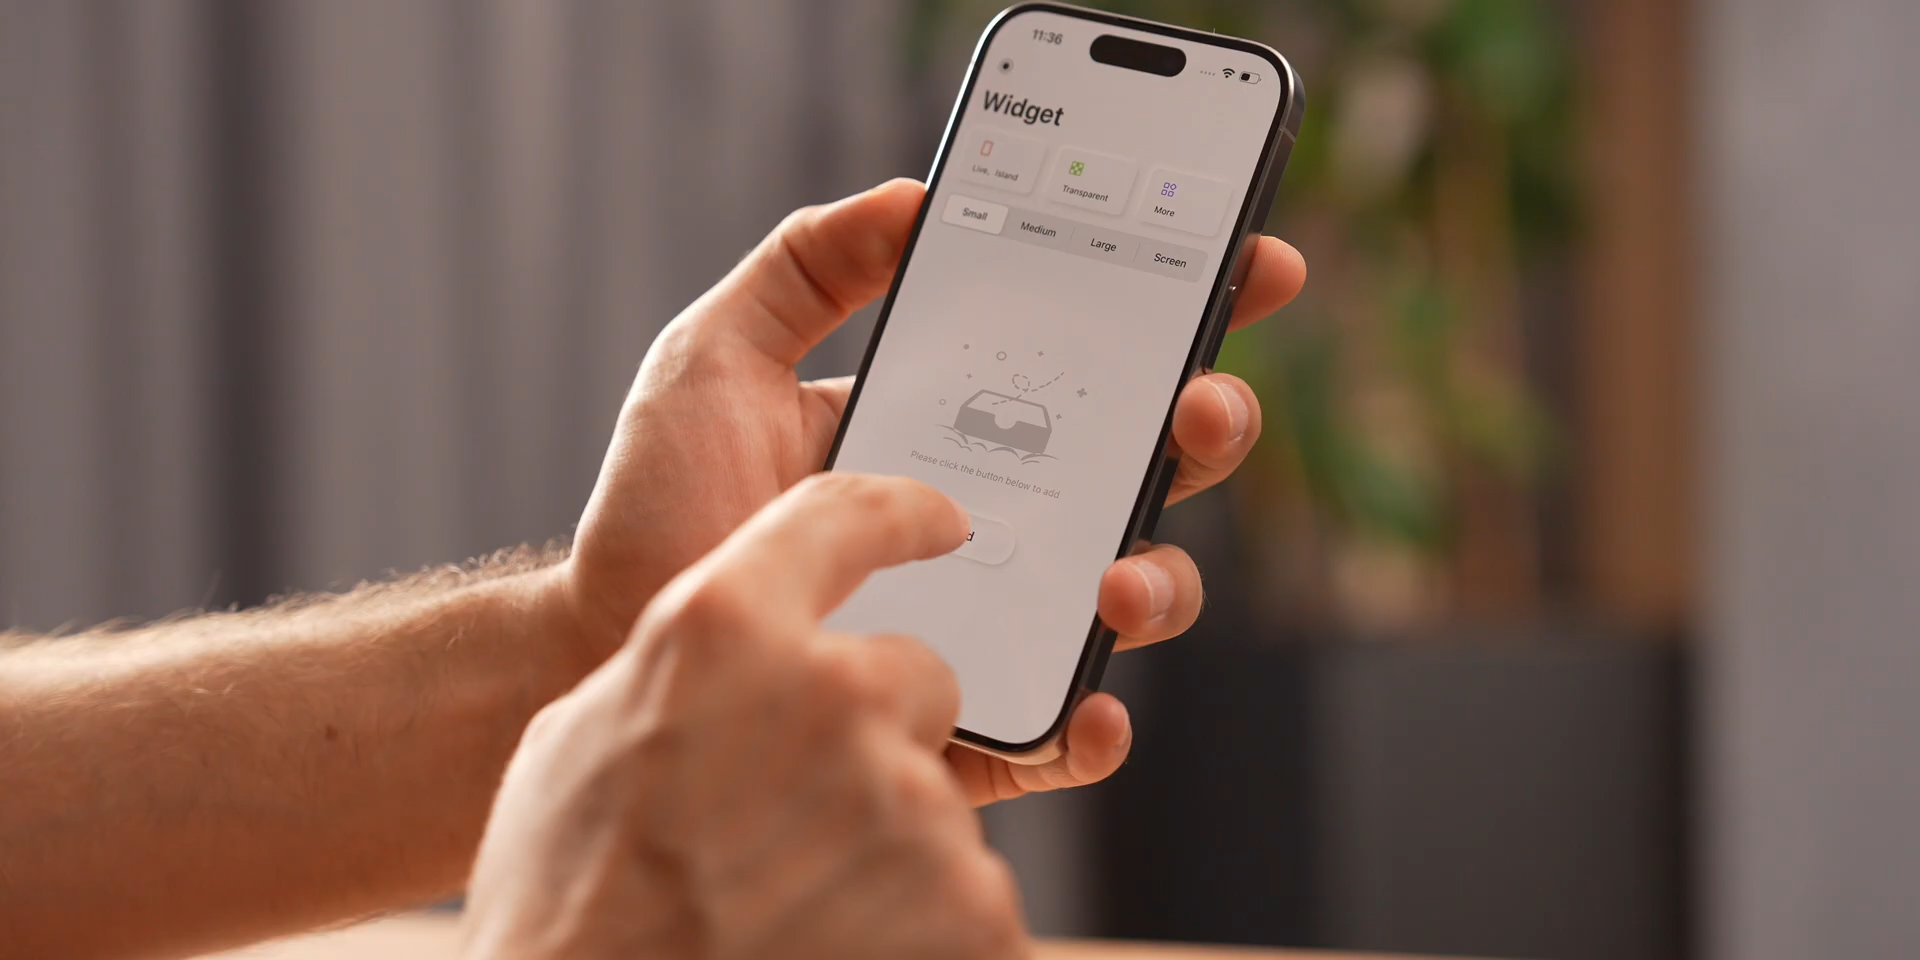 11:36
Widget
Live, Island
Transparent
More
Small
Medium
Large
Screen
Please click the button below to add
d